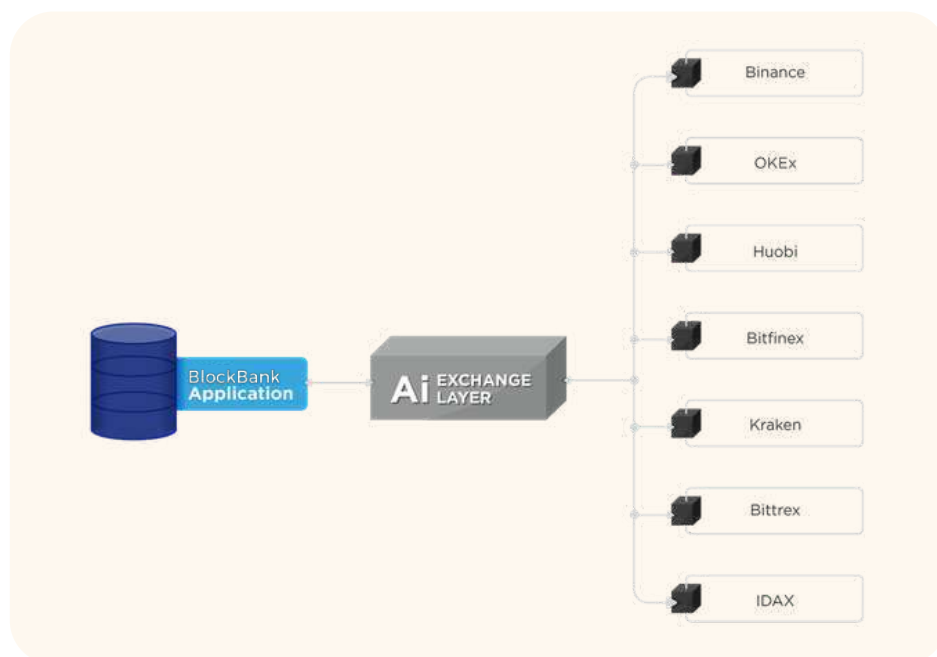 Binance
OKEx
Huobi
Bitfinex
BlockBank
Application
Ai EXCHANGE
LAYER
Kraken
Bittrex
IDAX